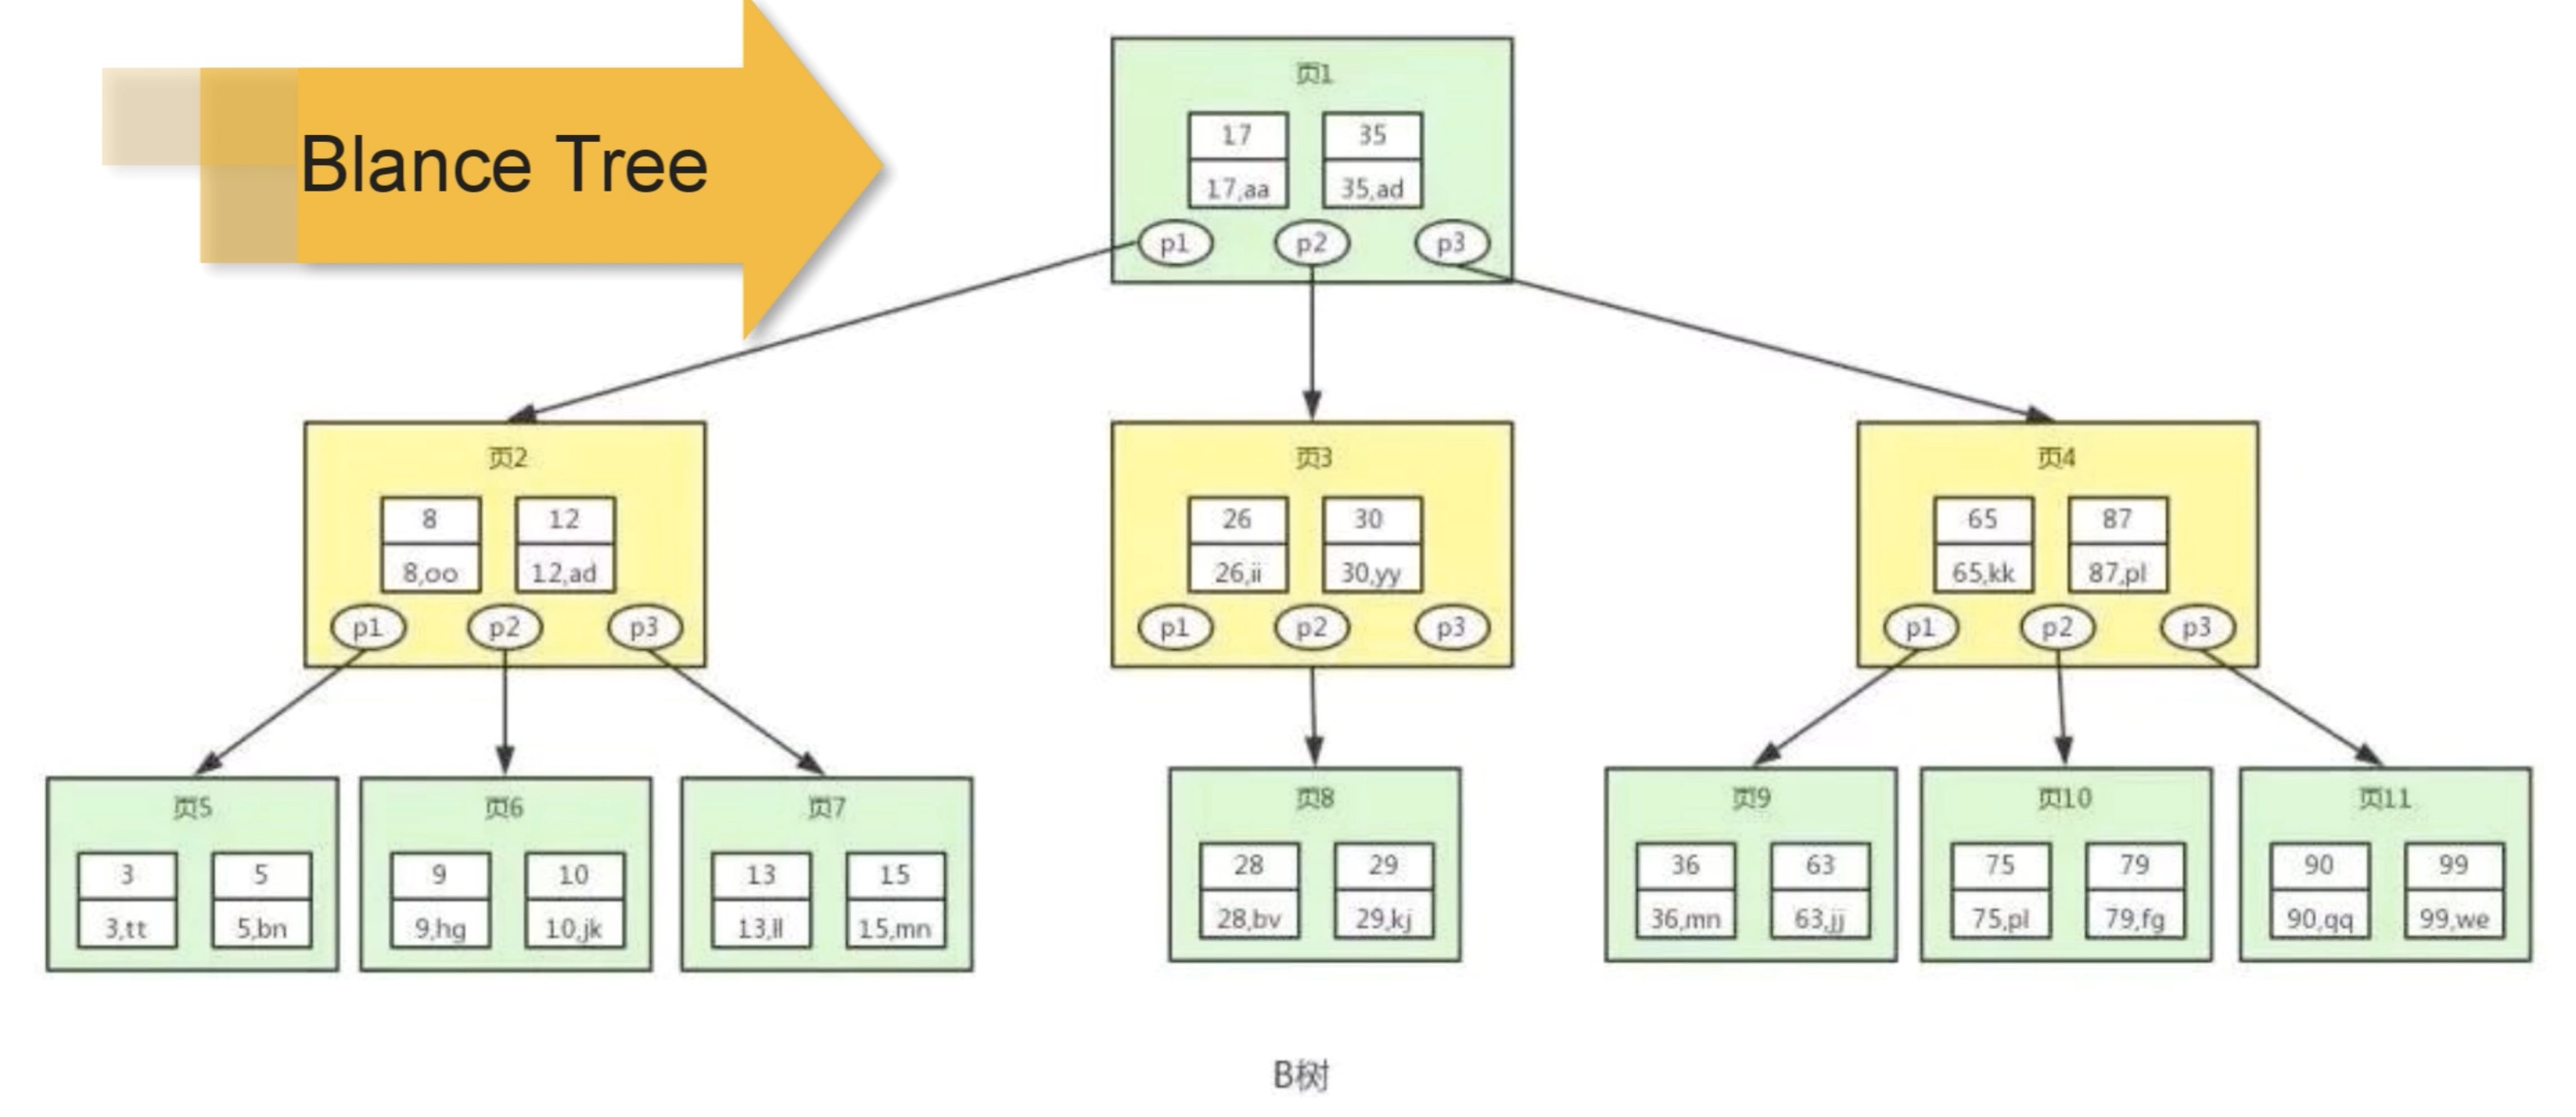 Blance Tree
页1
17 35
17,aa 35,ad
p1 p2 p3
页2 页3 页4
8 12 26 30 65 87
8,oo 12,ad 26,ii 30,yy 65,kk 87,pl
p1 p2 p3 p1 p2 p3 p1 p2 p3
页5 页6 页7 页8 页9 页10 页11
3 5 9 10 13 15 28 29 36 63 75 79 90 99
3,tt 5,bn 9,hg 10,jk 13,ll 15,mn 28,bv 29,kj 36,mn 63,jj 75,pl 79,fg 90,qq 99,we
B树